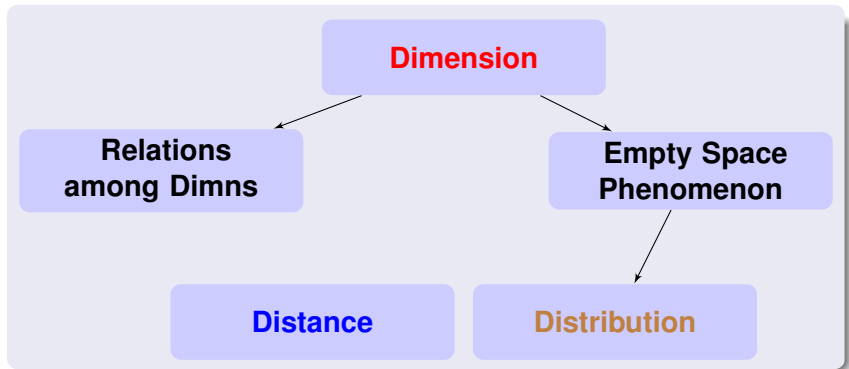 Dimension
Relations
among Dimns
Empty Space
Phenomenon
Distance
Distribution